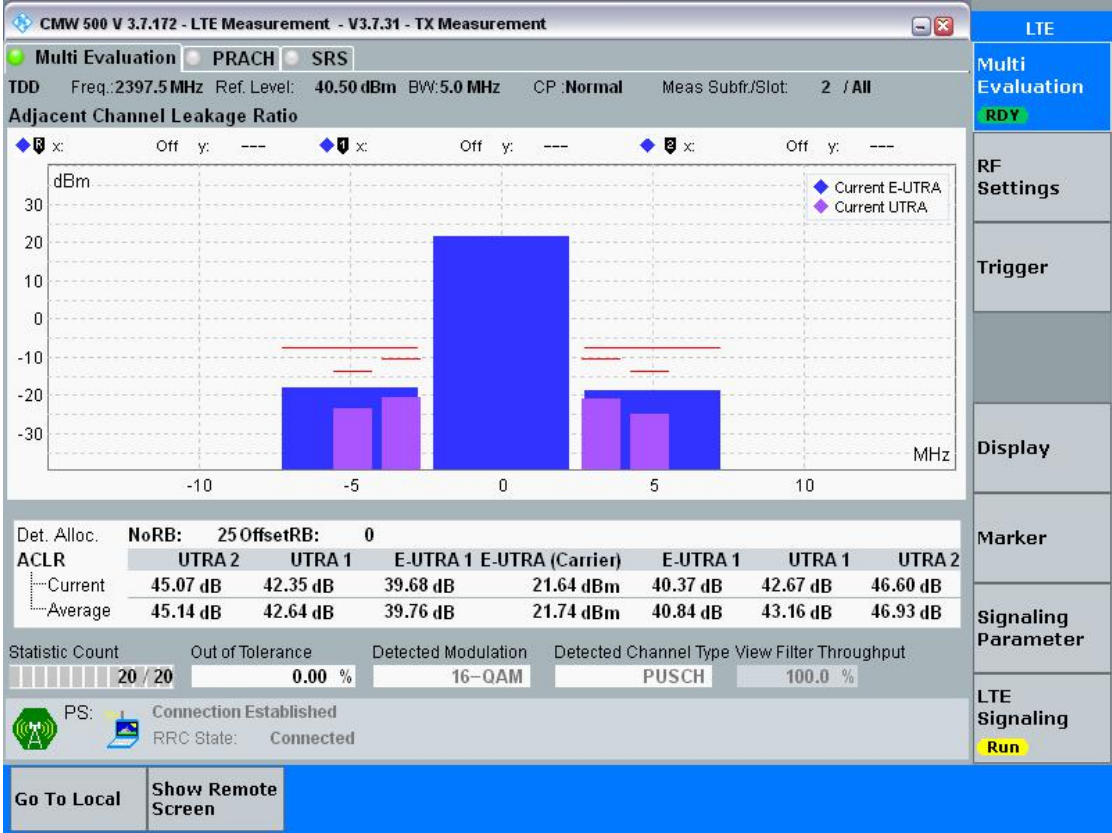 CMW 500 V 3.7.172 - LTE Measurement - V3.7.31 - TX Measurement
LTE
Multi Evaluation PRACH SRS
TDD Freq.:2397.5 MHz Ref. Level: 40.50 dBm BW:5.0 MHz CP :Normal Meas Subfr./Slot: 2 / All
Adjacent Channel Leakage Ratio
R x: Off y: --- 1 x: Off y: --- 2 x: Off y: ---
dBm
Current E-UTRA
Current UTRA
30
20
10
0
-10
-20
-30
MHz
-10 -5 0 5 10
Det. Alloc. NoRB: 25 OffsetRB: 0
ACLR UTRA 2 UTRA 1 E-UTRA 1 E-UTRA (Carrier) E-UTRA 1 UTRA 1 UTRA 2
Current 45.07 dB 42.35 dB 39.68 dB 21.64 dBm 40.37 dB 42.67 dB 46.60 dB
Average 45.14 dB 42.64 dB 39.76 dB 21.74 dBm 40.84 dB 43.16 dB 46.93 dB
Statistic Count Out of Tolerance Detected Modulation Detected Channel Type View Filter Throughput
20 / 20 0.00 % 16-QAM PUSCH 100.0 %
PS: Connection Established
RRC State: Connected
Multi
Evaluation
RDY
RF
Settings
Trigger
Display
Marker
Signaling
Parameter
LTE
Signaling
Run
Go To Local
Show Remote
Screen